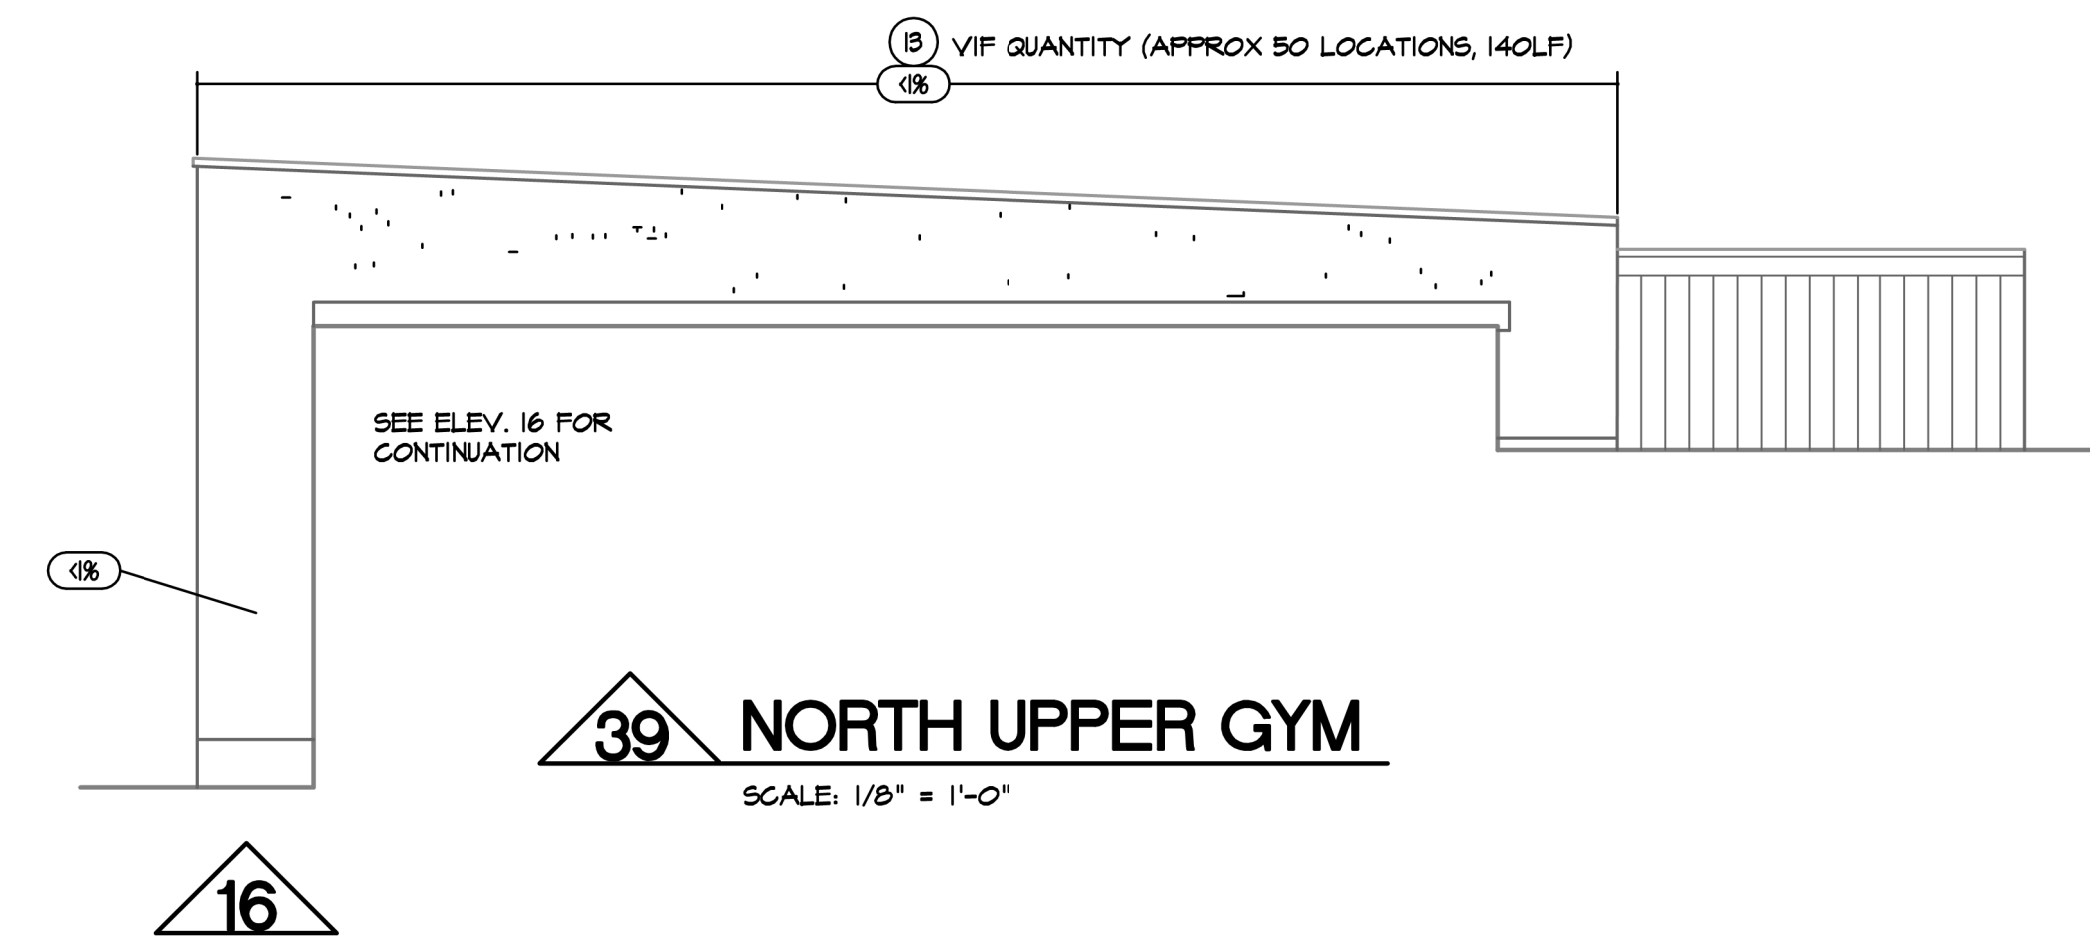 13 VIF QUANTITY (APPROX 50 LOCATIONS, 140LF)
<1%
SEE ELEV. 16 FOR
CONTINUATION
<1%
39 NORTH UPPER GYM
SCALE: 1/8" = 1'-0"
16